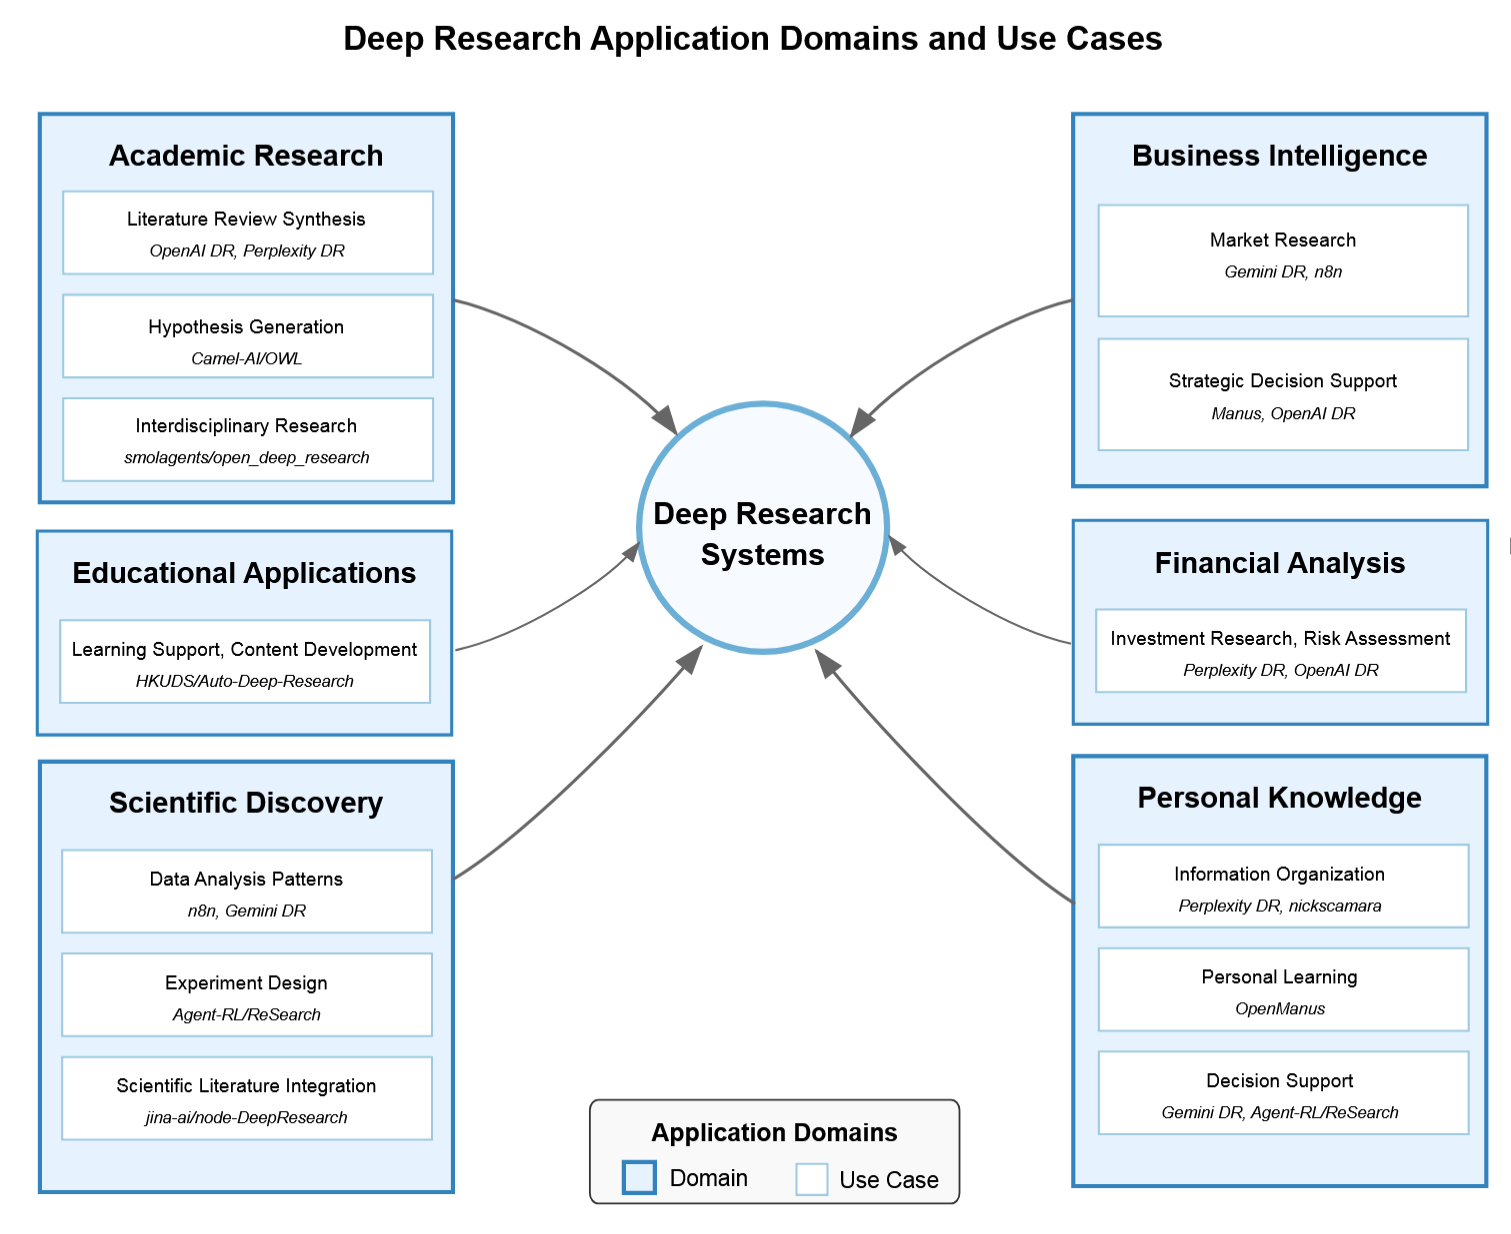 Deep Research Application Domains and Use Cases
Academic Research
Literature Review Synthesis
OpenAI DR, Perplexity DR
Hypothesis Generation
Camel-AI/OWL
Interdisciplinary Research
smolagents/open_deep_research
Educational Applications
Learning Support, Content Development
HKUDS/Auto-Deep-Research
Scientific Discovery
Data Analysis Patterns
n8n, Gemini DR
Experiment Design
Agent-RL/ReSearch
Scientific Literature Integration
jina-ai/node-DeepResearch
Deep Research
Systems
Business Intelligence
Market Research
Gemini DR, n8n
Strategic Decision Support
Manus, OpenAI DR
Financial Analysis
Investment Research, Risk Assessment
Perplexity DR, OpenAI DR
Personal Knowledge
Information Organization
Perplexity DR, nickscamara
Personal Learning
OpenManus
Decision Support
Gemini DR, Agent-RL/ReSearch
Application Domains
Domain
Use Case